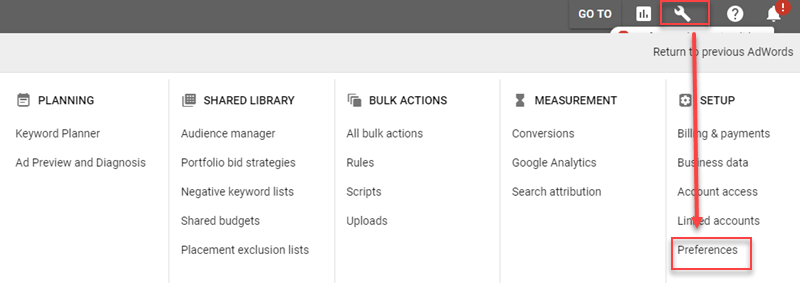 GO TO
!
Return to previous AdWords
PLANNING
Keyword Planner
Ad Preview and Diagnosis
SHARED LIBRARY
Audience manager
Portfolio bid strategies
Negative keyword lists
Shared budgets
Placement exclusion lists
BULK ACTIONS
All bulk actions
Rules
Scripts
Uploads
MEASUREMENT
Conversions
Google Analytics
Search attribution
SETUP
Billing & payments
Business data
Account access
Linked accounts
Preferences